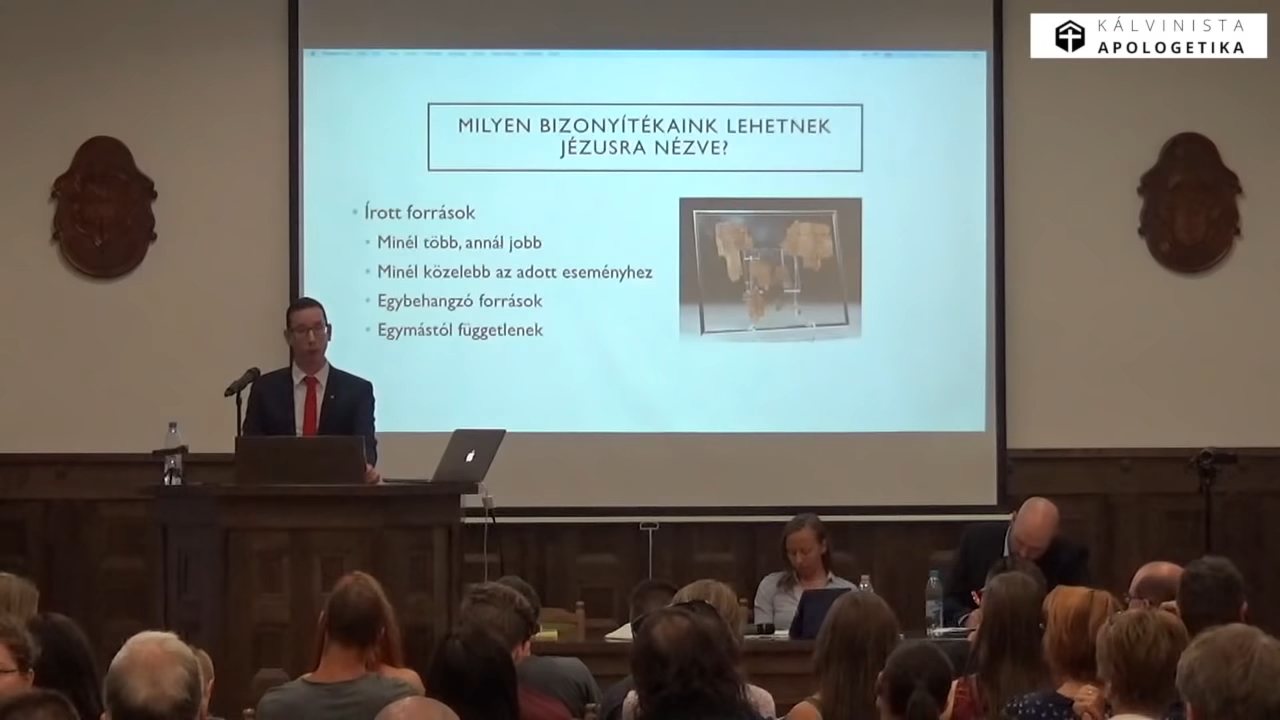 KÁLVINISTA
APOLOGETIKA
MILYEN BIZONYÍTÉKAINK LEHETNEK
JÉZUSRA NÉZVE?
Írott források
Minél több, annál jobb
Minél közelebb az adott eseményhez
Egybehangzó források
Egymástól függetlenek